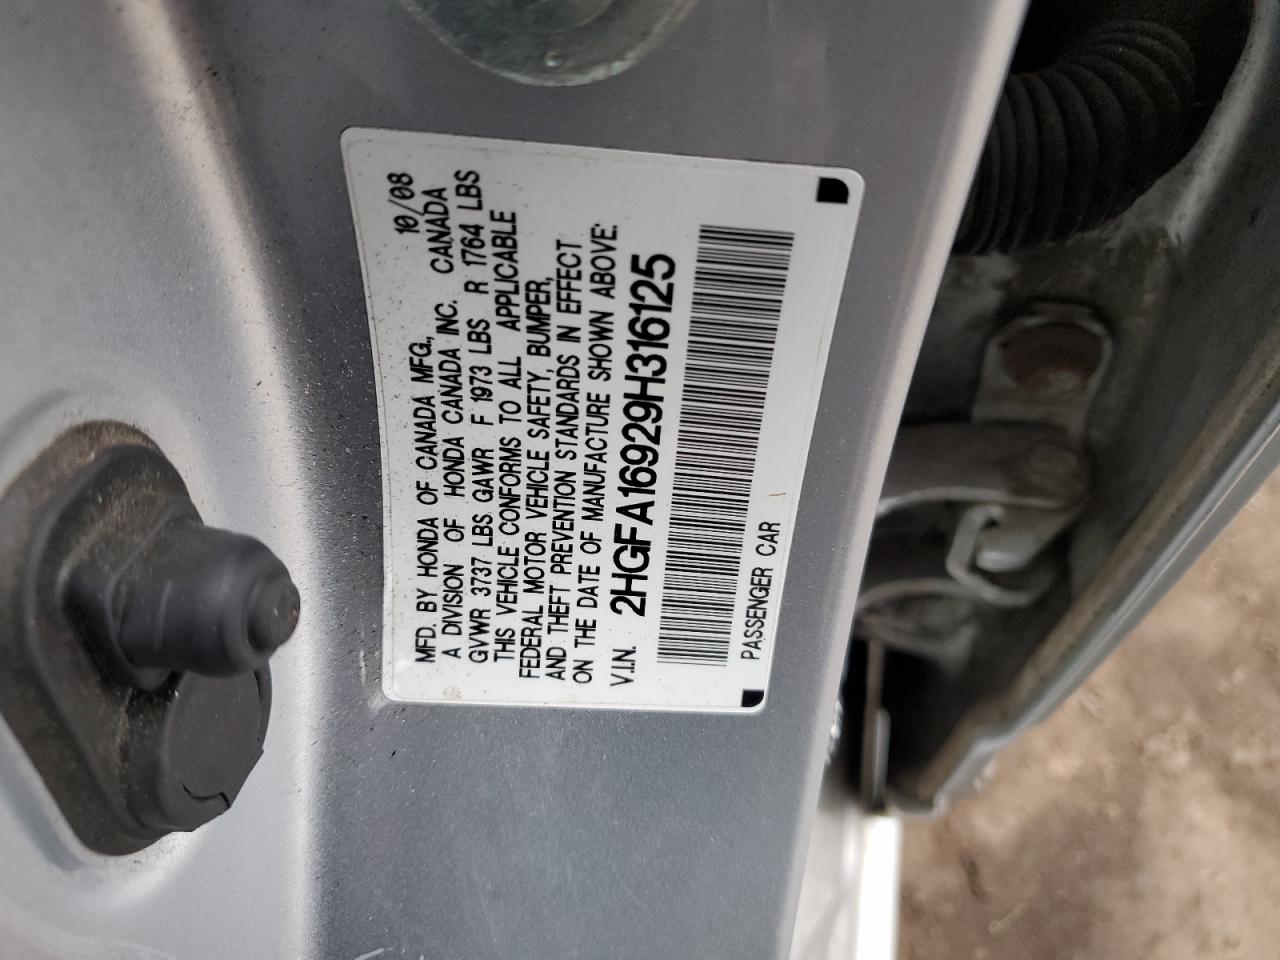 MFD. BY HONDA OF CANADA MFG., 10/08
A DIVISION OF HONDA CANADA INC. CANADA
GVWR 3737 LBS GAWR F 1973 LBS R 1764 LBS
THIS VEHICLE CONFORMS TO ALL APPLICABLE
FEDERAL MOTOR VEHICLE SAFETY, BUMPER,
AND THEFT PREVENTION STANDARDS IN EFFECT
ON THE DATE OF MANUFACTURE SHOWN ABOVE.
V.I.N. 2HGFA16929H316125
PASSENGER CAR